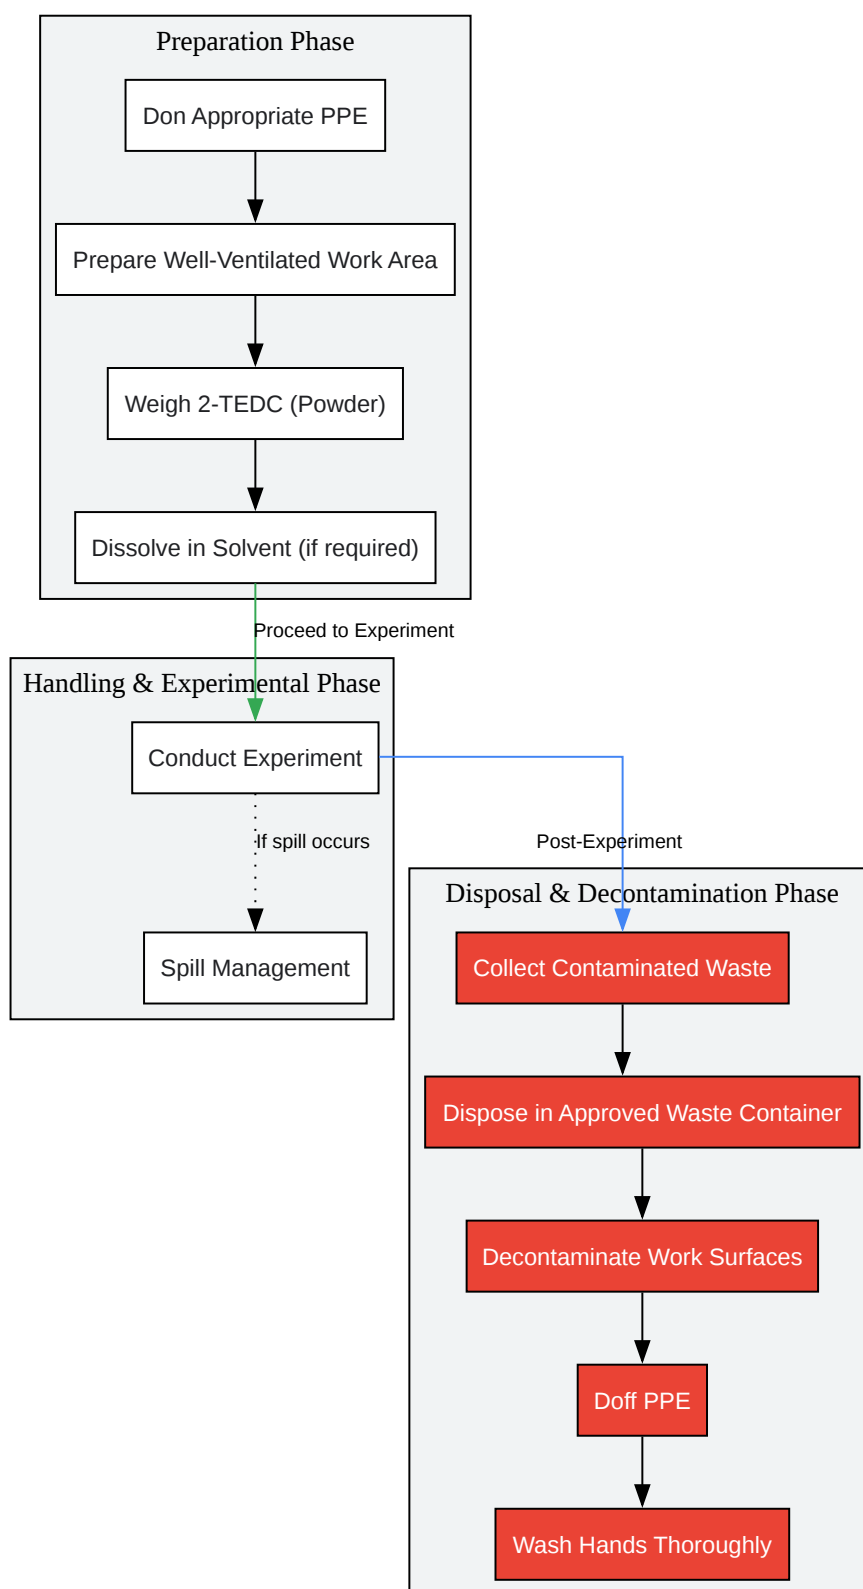 Preparation Phase
Don Appropriate PPE
Prepare Well-Ventilated Work Area
Weigh 2-TEDC (Powder)
Dissolve in Solvent (if required)
Proceed to Experiment
Handling & Experimental Phase
Conduct Experiment
If spill occurs
Spill Management
Post-Experiment
Disposal & Decontamination Phase
Collect Contaminated Waste
Dispose in Approved Waste Container
Decontaminate Work Surfaces
Doff PPE
Wash Hands Thoroughly